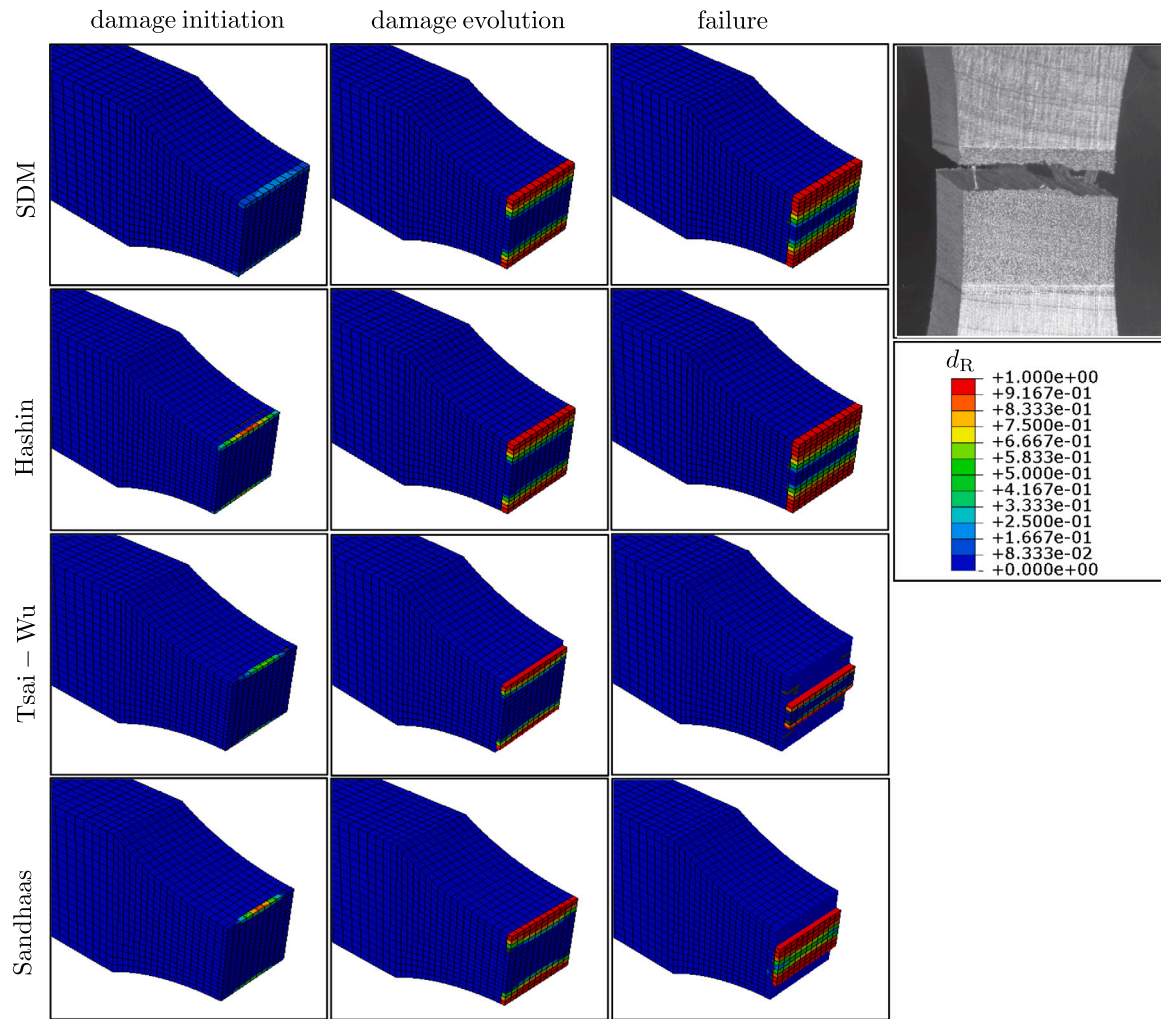 damage initiation
damage evolution
failure
SDM
Hashin
Tsai – Wu
Sandhaas
dR
+1.000e+00
+9.167e-01
+8.333e-01
+7.500e-01
+6.667e-01
+5.833e-01
+5.000e-01
+4.167e-01
+3.333e-01
+2.500e-01
+1.667e-01
+8.333e-02
+0.000e+00